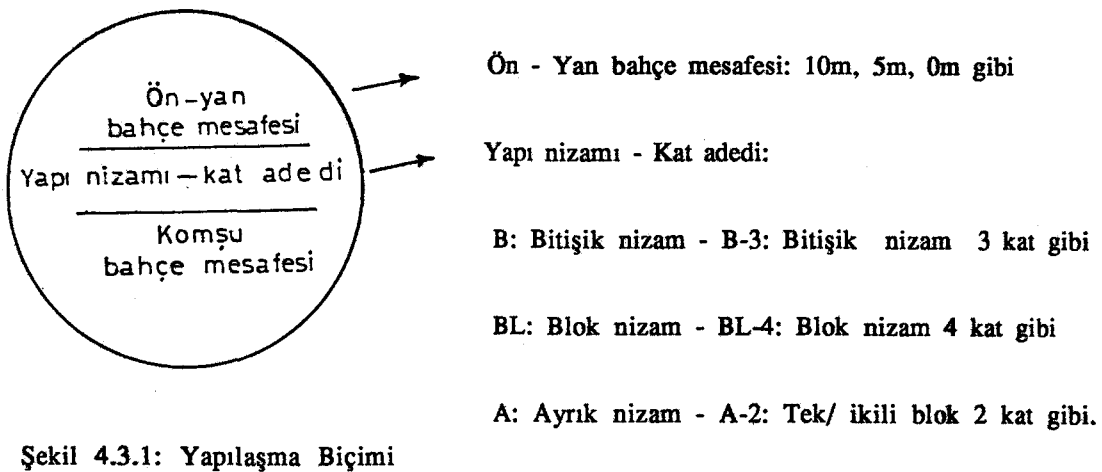 Ön-yan
bahçe mesafesi
Yapı nizamı - kat adedi
Komşu
bahçe mesafesi
Ön - Yan bahçe mesafesi: 10m, 5m, 0m gibi
Yapı nizamı - Kat adedi:
B: Bitişik nizam - B-3: Bitişik nizam 3 kat gibi
BL: Blok nizam - BL-4: Blok nizam 4 kat gibi
A: Ayrık nizam - A-2: Tek/ ikili blok 2 kat gibi.
Şekil 4.3.1: Yapılaşma Biçimi